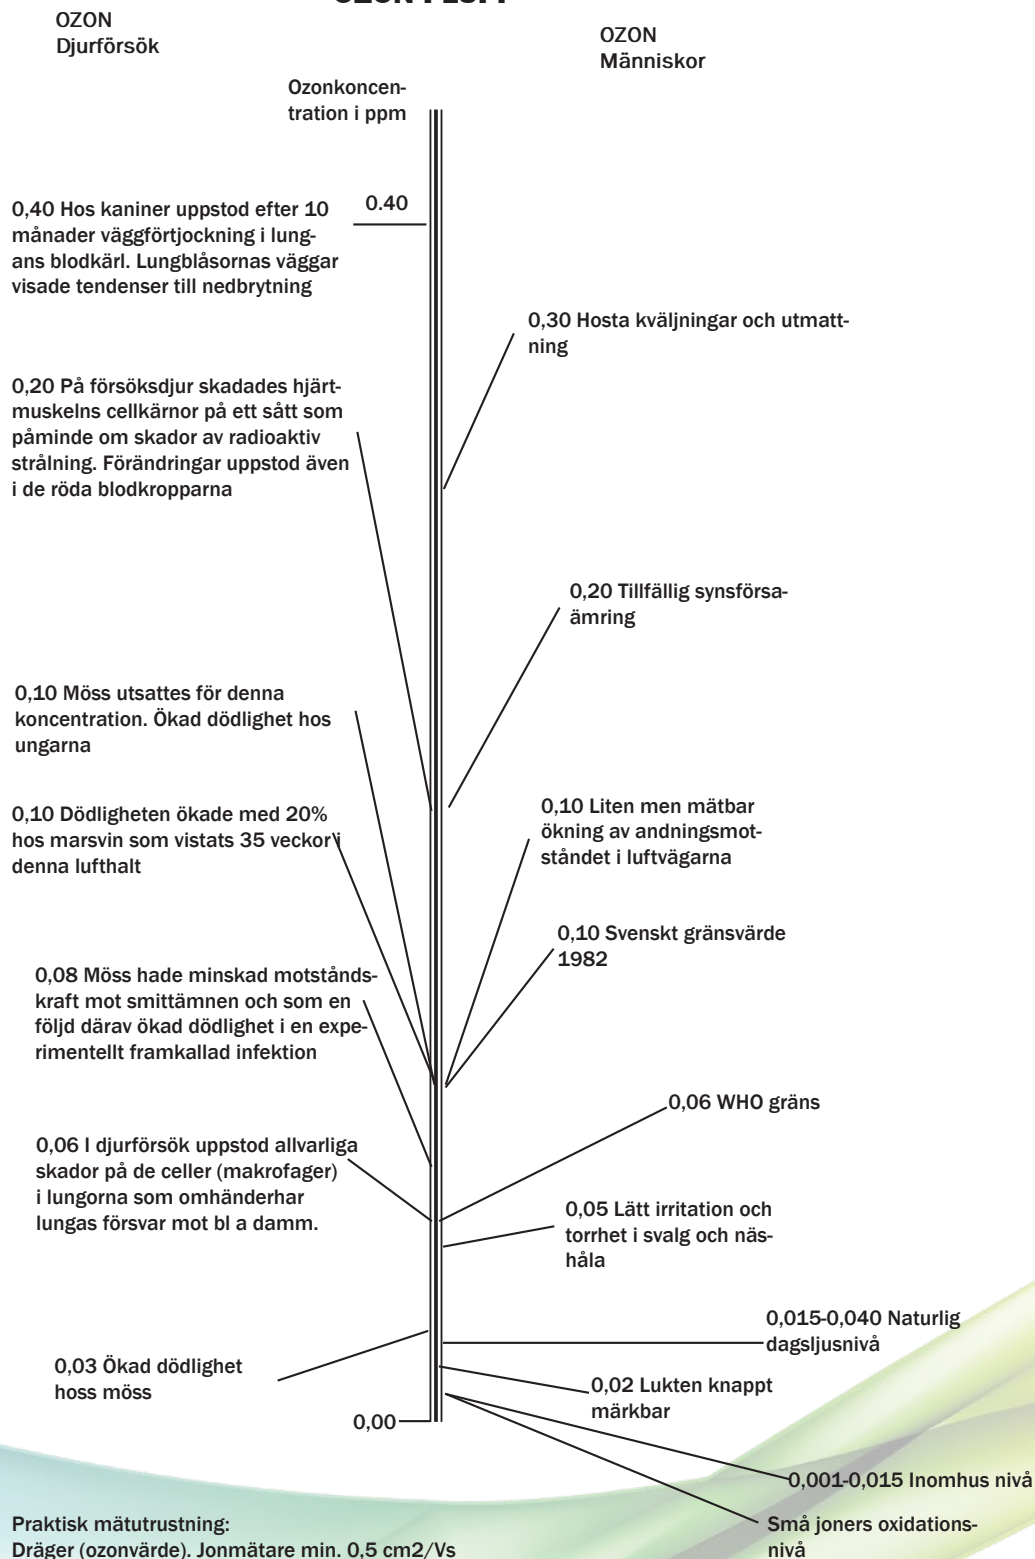 OZON
Djurförsök
OZON
Människor
Ozonkoncen-
tration i ppm
0,40 Hos kaniner uppstod efter 10
månader väggförtjockning i lung-
ans blodkärl. Lungblåsornas väggar
visade tendenser till nedbrytning
0.40
0,30 Hosta kväljningar och utmatt-
ning
0,20 På försöksdjur skadades hjärt-
muskelns cellkärnor på ett sått som
påminde om skador av radioaktiv
strålning. Förändringar uppstod även
i de röda blodkropparna
0,20 Tillfällig synsförsa-
ämring
0,10 Möss utsattes för denna
koncentration. Ökad dödlighet hos
ungarna
0,10 Dödligheten ökade med 20%
hos marsvin som vistats 35 veckor i
denna lufthalt
0,10 Liten men mätbar
ökning av andningsmot-
ståndet i luftvägarna
0,10 Svenskt gränsvärde
1982
0,08 Möss hade minskad motstånds-
kraft mot smittämnen och som en
följd därav ökad dödlighet i en expe-
rimentellt framkallad infektion
0,06 WHO gräns
0,06 I djurförsök uppstod allvarliga
skador på de celler (makrofager)
i lungorna som omhänderhar
lungas försvar mot bl a damm.
0,05 Lätt irritation och
torrhet i svalg och näs-
håla
0,015-0,040 Naturlig
dagsljusnivå
0,03 Ökad dödlighet
hoss möss
0,02 Lukten knappt
märkbar
0,00
0,001-0,015 Inomhus nivå
Små joners oxidations-
nivå
Praktisk mätutrustning:
Dräger (ozonvärde). Jonmätare min. 0,5 cm2/Vs